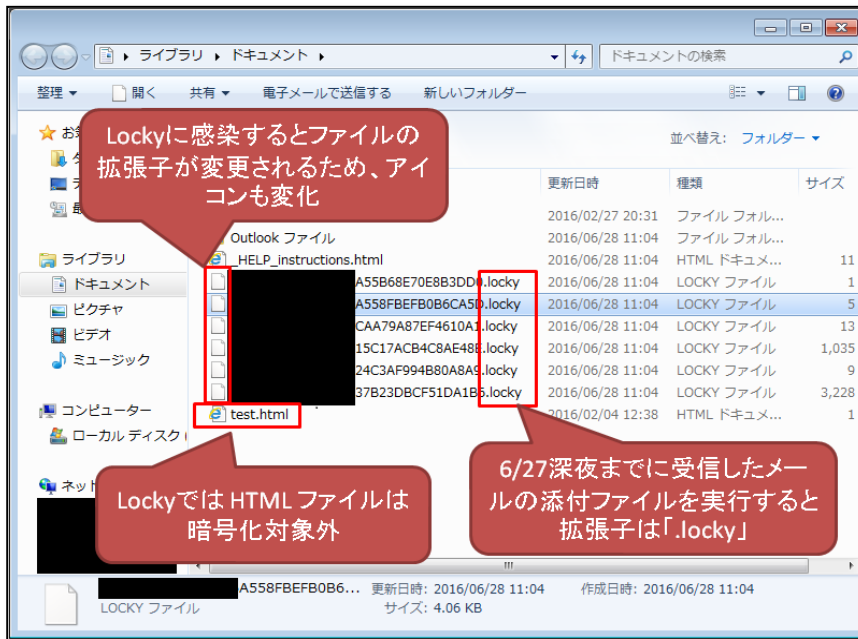 ライブラリ ドキュメント
ドキュメントの検索
整理 開く 共有 電子メールで送信する 新しいフォルダー
Lockyに感染するとファイルの
拡張子が変更されるため、アイ
コンも変化
並べ替え: フォルダー
更新日時 種類 サイズ
2016/02/27 20:31 ファイル フォル...
Outlook ファイル 2016/06/28 11:04 ファイル フォル...
_HELP_instructions.html 2016/06/28 11:04 HTML ドキュメ... 11
A55B68E70E8B3DD0.locky 2016/06/28 11:04 LOCKY ファイル 1
A558FBEFB0B6CA5D.locky 2016/06/28 11:04 LOCKY ファイル 5
CAA79A87EF4610A1.locky 2016/06/28 11:04 LOCKY ファイル 13
15C17ACB4C8AE48E.locky 2016/06/28 11:04 LOCKY ファイル 1,035
24C3AF994B80A8A9.locky 2016/06/28 11:04 LOCKY ファイル 9
37B23DBCF51DA1B6.locky 2016/06/28 11:04 LOCKY ファイル 3,228
test.html 2016/02/04 12:38 HTML ドキュメ... 1
ライブラリ
ドキュメント
ピクチャ
ビデオ
ミュージック
コンピューター
ローカル ディスク
Lockyでは HTML ファイルは
暗号化対象外
6/27深夜までに受信したメー
ルの添付ファイルを実行すると
拡張子は「.locky」
A558FBEFB0B6... 更新日時: 2016/06/28 11:04 作成日時: 2016/06/28 11:04
LOCKY ファイル サイズ: 4.06 KB